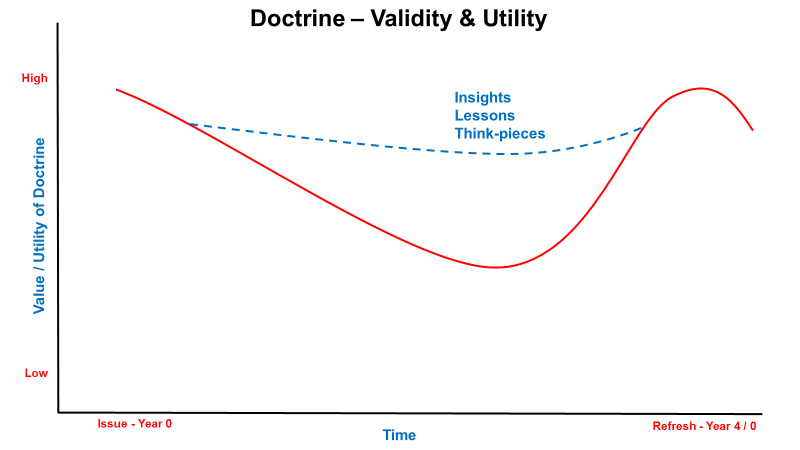 Doctrine – Validity & Utility
High
Insights
Lessons
Think-pieces
Value / Utility of Doctrine
Low
Issue - Year 0
Refresh - Year 4 / 0
Time